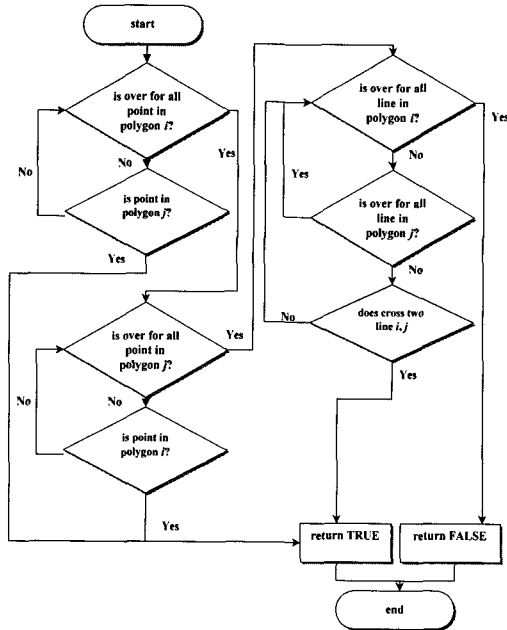 start
is over for all
point in
polygon i?
No
Yes
No
is point in
polygon j?
Yes
is over for all
point in
polygon j?
Yes
No
No
is point in
polygon i?
Yes
is over for all
line in
polygon i?
Yes
No
Yes
is over for all
line in
polygon j?
No
does cross two
line i, j
No
Yes
return TRUE
return FALSE
end